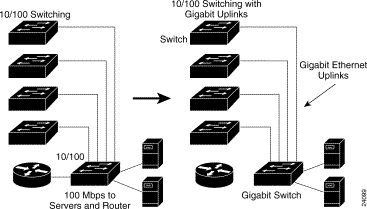 10/100 Switching
10/100
100 Mbps to
Servers and Router
10/100 Switching with
Gigabit Uplinks
Switch
Gigabit Ethernet
Uplinks
Gigabit Switch
24099